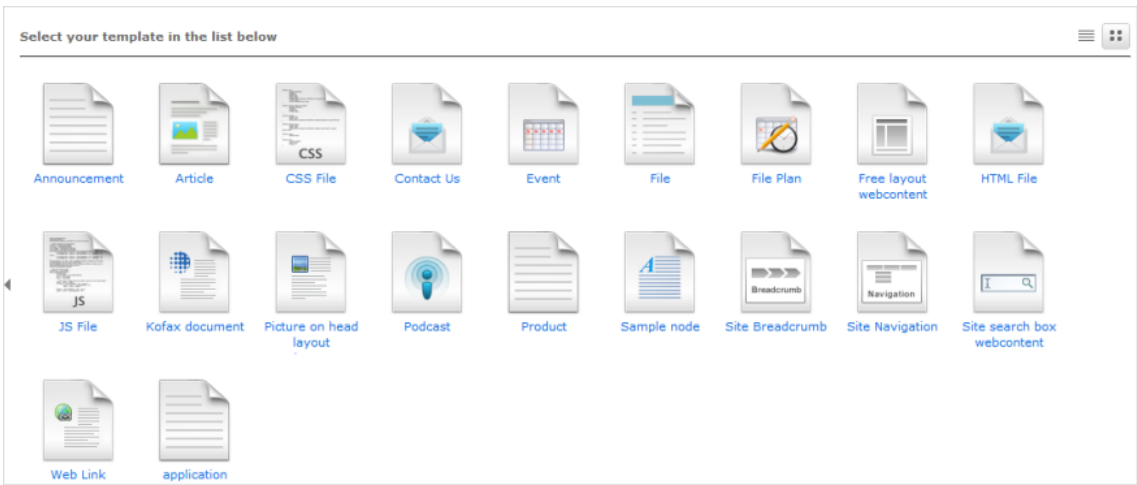 Select your template in the list below
CSS
Announcement
Article
CSS File
Contact Us
Event
File
File Plan
Free layout
webcontent
HTML File
JS
Breadcrumb
Navigation
JS File
Kofax document
Picture on head
layout
Podcast
Product
Sample node
Site Breadcrumb
Site Navigation
Site search box
webcontent
Web Link
application